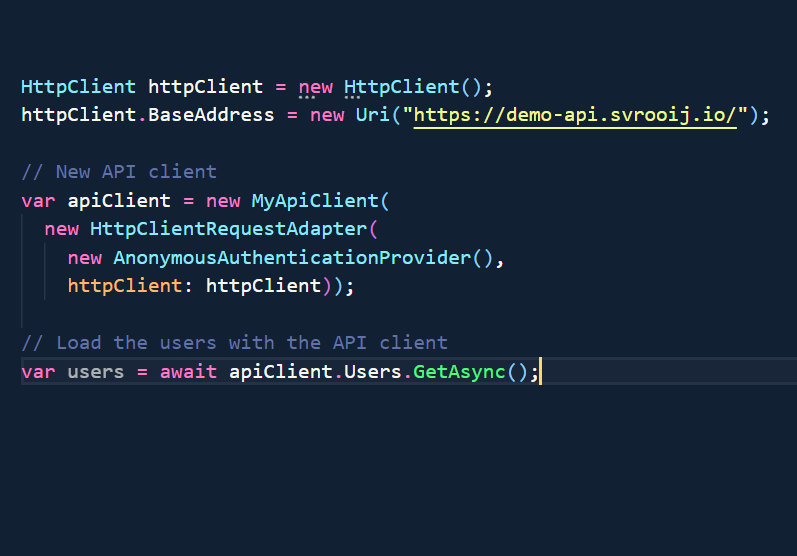 HttpClient httpClient = new HttpClient();
httpClient.BaseAddress = new Uri("https://demo-api.svrooij.io/");
// New API client
var apiClient = new MyApiClient(
new HttpClientRequestAdapter(
new AnonymousAuthenticationProvider(),
httpClient: httpClient));
// Load the users with the API client
var users = await apiClient.Users.GetAsync();